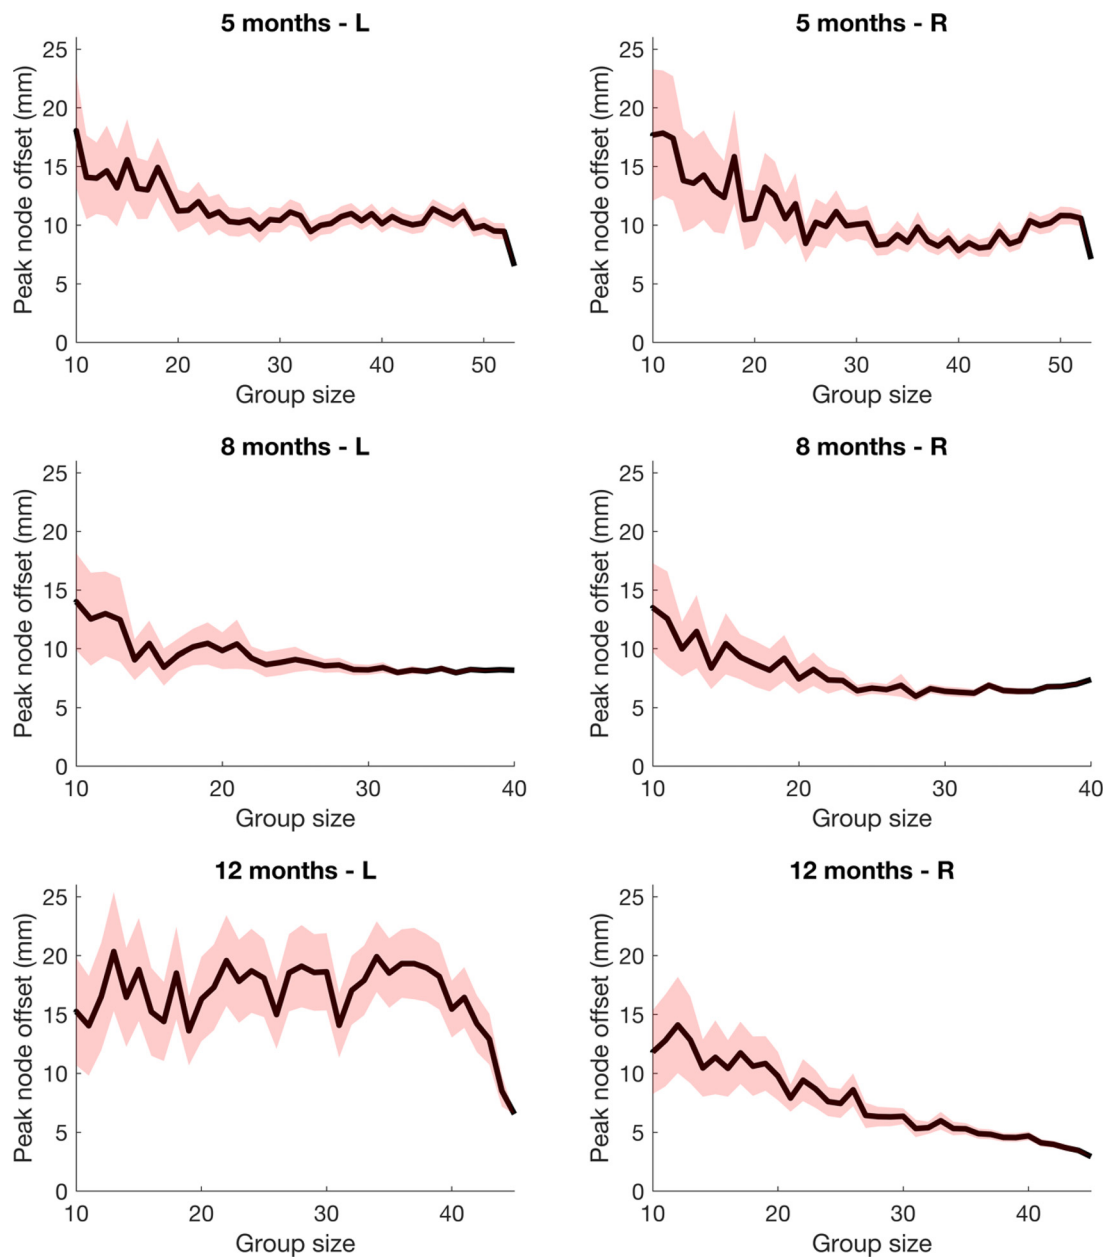 5 months - L
Peak node offset (mm)
25
20
15
10
5
0
10 20 30 40 50
Group size
5 months - R
Peak node offset (mm)
25
20
15
10
5
0
10 20 30 40 50
Group size
8 months - L
Peak node offset (mm)
25
20
15
10
5
0
10 20 30 40
Group size
8 months - R
Peak node offset (mm)
25
20
15
10
5
0
10 20 30 40
Group size
12 months - L
Peak node offset (mm)
25
20
15
10
5
0
10 20 30 40
Group size
12 months - R
Peak node offset (mm)
25
20
15
10
5
0
10 20 30 40
Group size